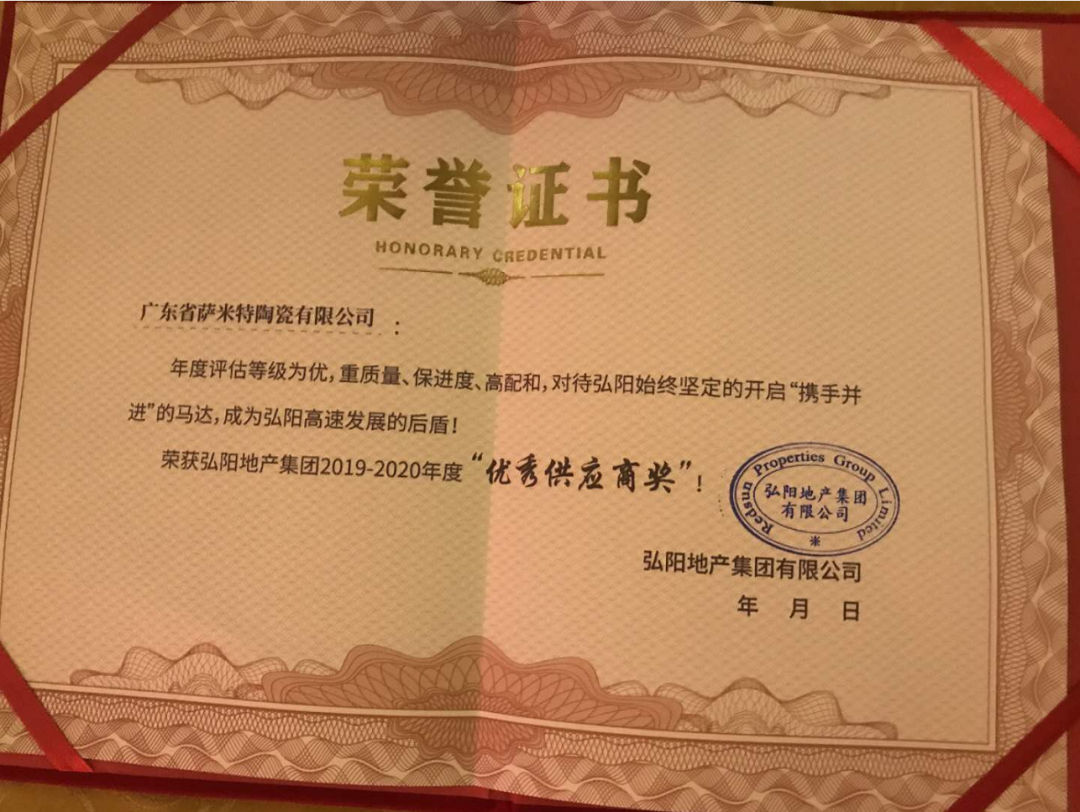 荣誉证书
HONORARY CREDENTIAL
广东省萨米特陶瓷有限公司：
年度评估等级为优，重质量、保进度、高配和，对待弘阳始终坚定的开启“携手并
进”的马达，成为弘阳高速发展的后盾！
荣获弘阳地产集团2019-2020年度“优秀供应商奖”！
Redsun Properties Group Limited
弘阳地产集团
有限公司
弘阳地产集团有限公司
年 月 日